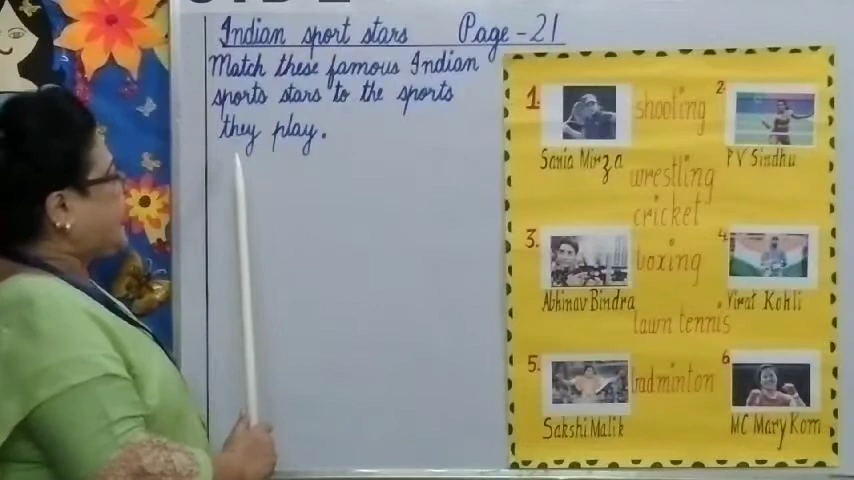 Indian sport stars Page - 21
Match these famous Indian
sports stars to the sports
they play.
1.
2.
shooting
Sania Mirza
PV Sindhu
wrestling
cricket
3.
4.
boxing
Abhinav Bindra
Virat Kohli
lawn tennis
5.
6.
badminton
Sakshi Malik
MC Mary Kom